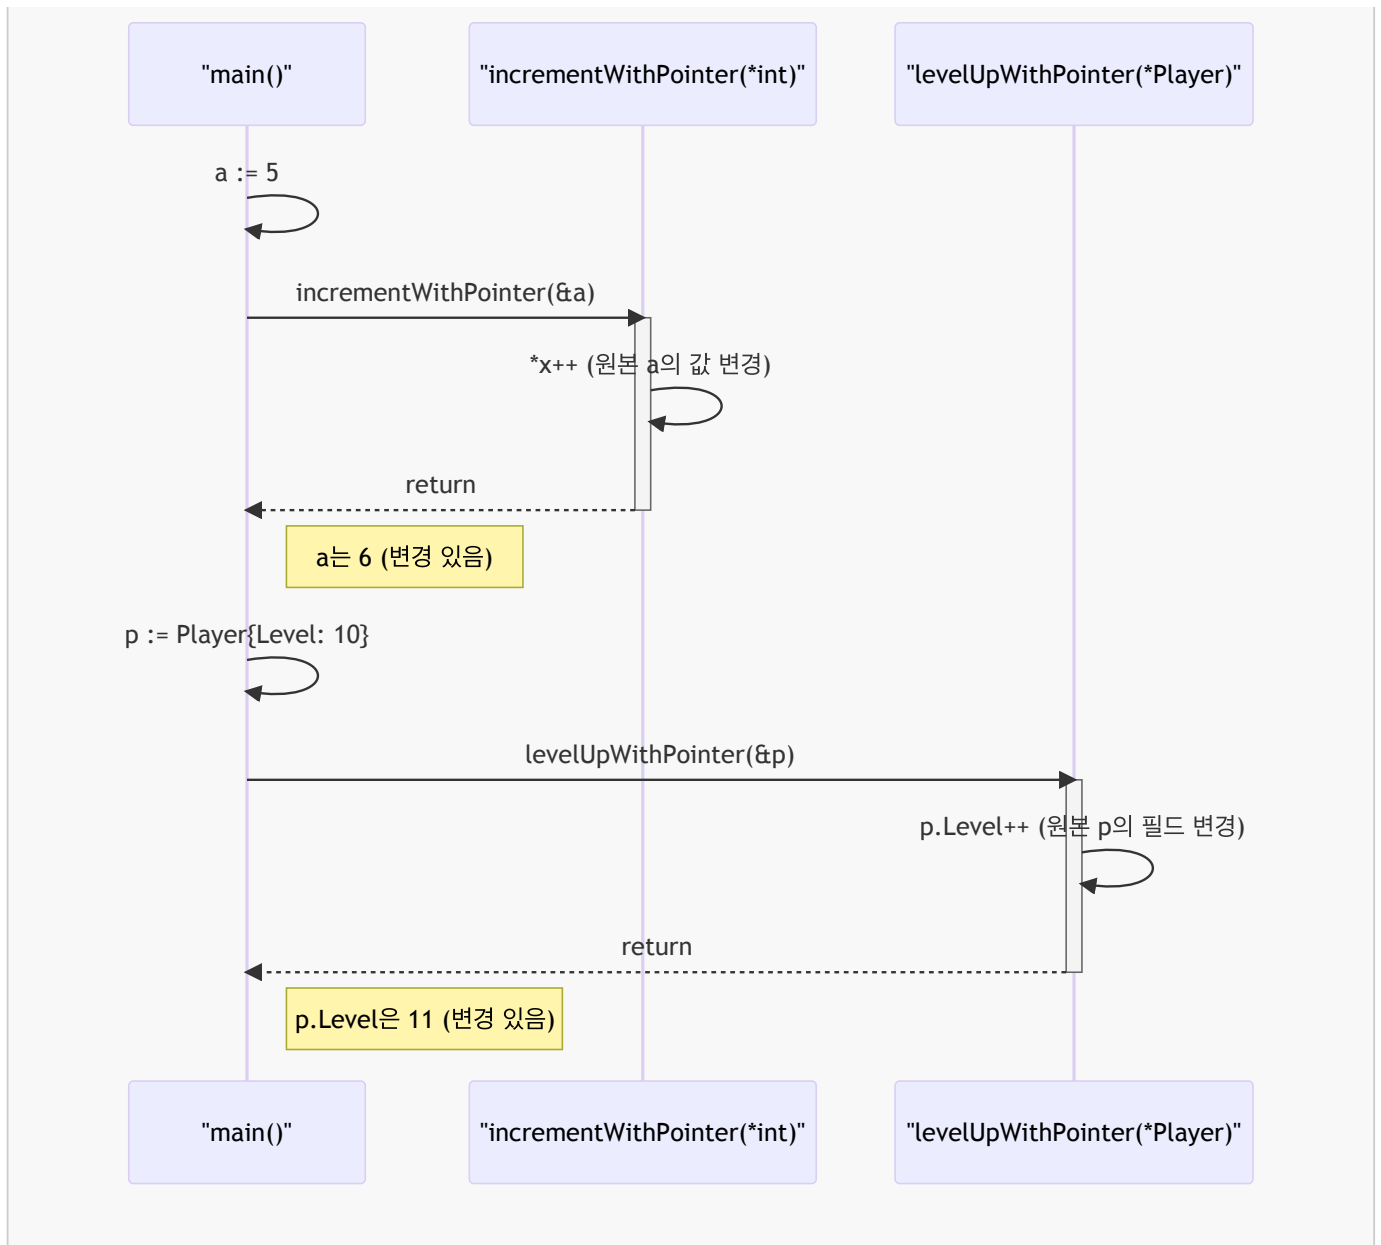 "main()"
"incrementWithPointer(*int)"
"levelUpWithPointer(*Player)"
a := 5
incrementWithPointer(&a)
*x++ (원본 a의 값 변경)
return
a는 6 (변경 있음)
p := Player{Level: 10}
levelUpWithPointer(&p)
p.Level++ (원본 p의 필드 변경)
return
p.Level은 11 (변경 있음)
"main()"
"incrementWithPointer(*int)"
"levelUpWithPointer(*Player)"